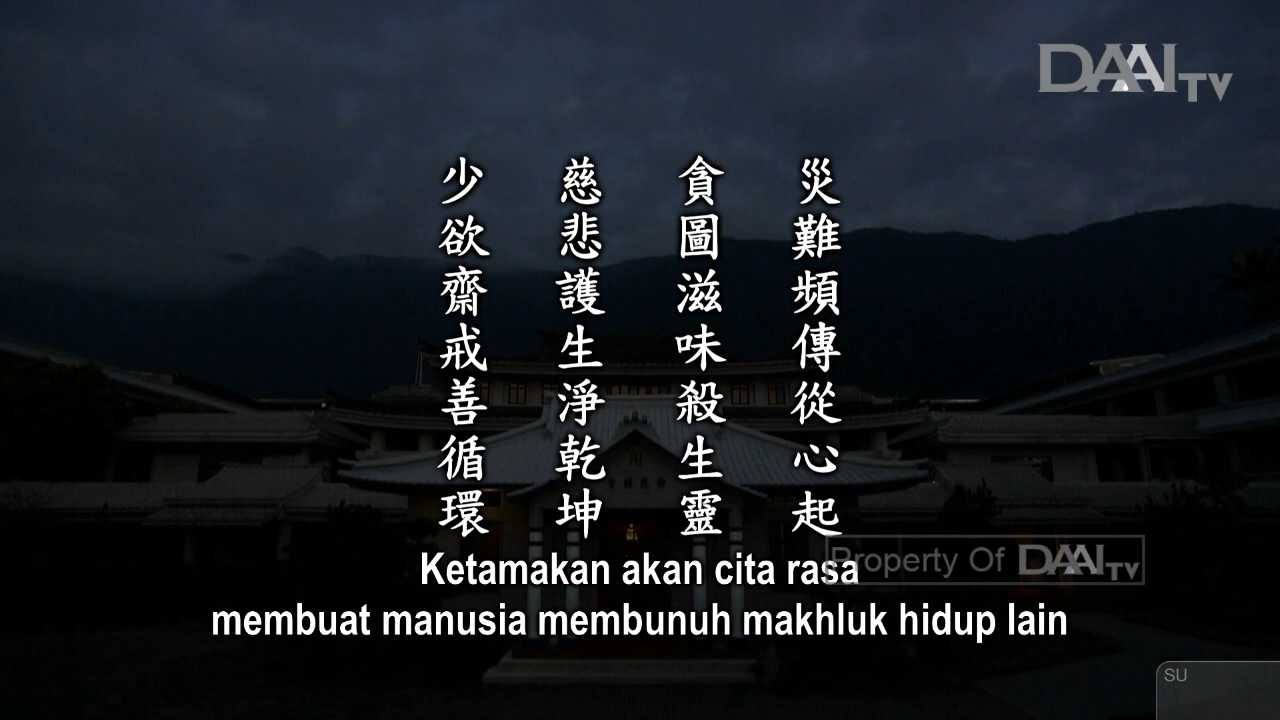 DAAI TV
災難頻傳從心起
貪圖滋味殺生靈
慈悲護生淨乾坤
少欲齋戒善循環
Ketamakan akan cita rasa
membuat manusia membunuh makhluk hidup lain
Property Of DAAI TV
SU